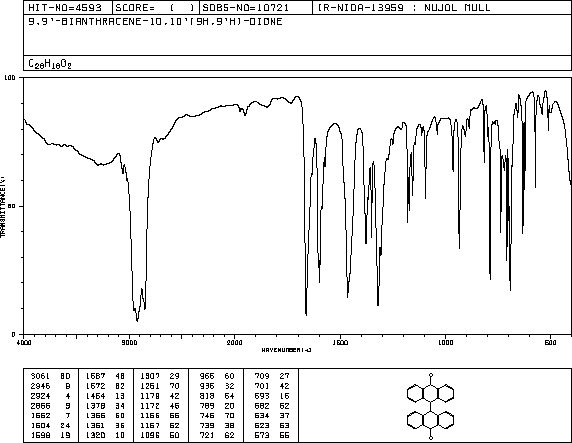 HIT-NO=4593 SCORE= ( ) SDBS-NO=10721 IR-NIDA-13959 : NUJOL MULL
9,9'-BIANTHRACENE-10,10'(9H,9'H)-DIONE
C28H18O2
100
50
0
TRANSMITTANCE(%)
4000 3000 2000 1500 1000 500
WAVENUMBER(-1)
3061 80 1587 48 1307 29 966 60 709 27
2945 8 1572 82 1261 70 936 32 701 42
2924 4 1464 13 1178 42 818 64 693 16
2866 9 1378 34 1172 46 789 20 682 62
1662 7 1366 60 1166 66 746 70 634 37
1604 24 1361 36 1157 62 739 38 623 63
1598 19 1320 10 1096 50 721 62 573 55
O
O